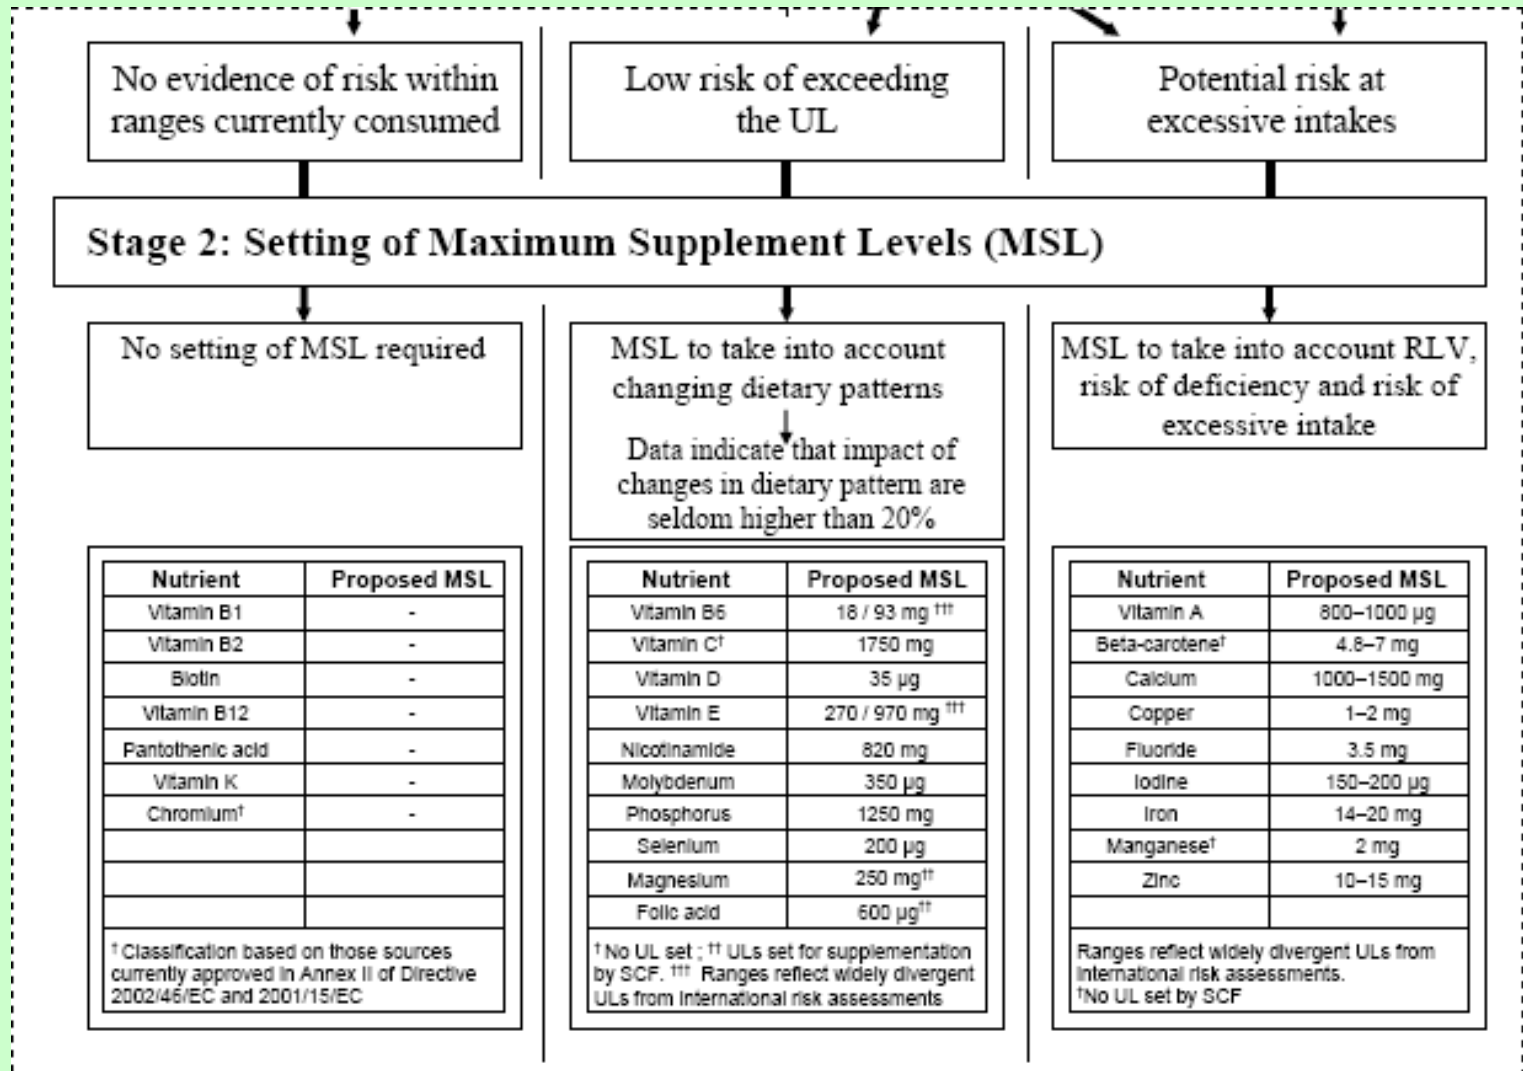 No evidence of risk within
ranges currently consumed
Low risk of exceeding
the UL
Potential risk at
excessive intakes
Stage 2: Setting of Maximum Supplement Levels (MSL)
No setting of MSL required
MSL to take into account
changing dietary patterns
Data indicate that impact of
changes in dietary pattern are
seldom higher than 20%
MSL to take into account RLV,
risk of deficiency and risk of
excessive intake
Nutrient Proposed MSL
Vitamin B1 -
Vitamin B2 -
Biotin -
Vitamin B12 -
Pantothenic acid -
Vitamin K -
Chromium† -
† Classification based on those sources
currently approved in Annex II of Directive
2002/46/EC and 2001/15/EC
Nutrient Proposed MSL
Vitamin B6 18 / 93 mg †††
Vitamin C† 1750 mg
Vitamin D 35 µg
Vitamin E 270 / 970 mg †††
Nicotinamide 820 mg
Molybdenum 350 µg
Phosphorus 1250 mg
Selenium 200 µg
Magnesium 250 mg††
Folic acid 600 µg††
† No UL set ; †† ULs set for supplementation
by SCF. ††† Ranges reflect widely divergent
ULs from International risk assessments
Nutrient Proposed MSL
Vitamin A 800–1000 µg
Beta-carotene† 4.8–7 mg
Calcium 1000–1500 mg
Copper 1–2 mg
Fluoride 3.5 mg
Iodine 150–200 µg
Iron 14–20 mg
Manganese† 2 mg
Zinc 10–15 mg
Ranges reflect widely divergent ULs from
International risk assessments.
†No UL set by SCF